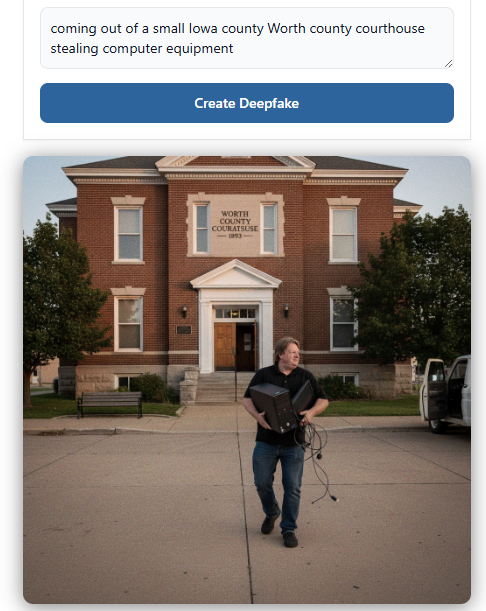 coming out of a small Iowa county Worth county courthouse
stealing computer equipment
Create Deepfake
WORTH
COUNTY
COURATSUSE
1893